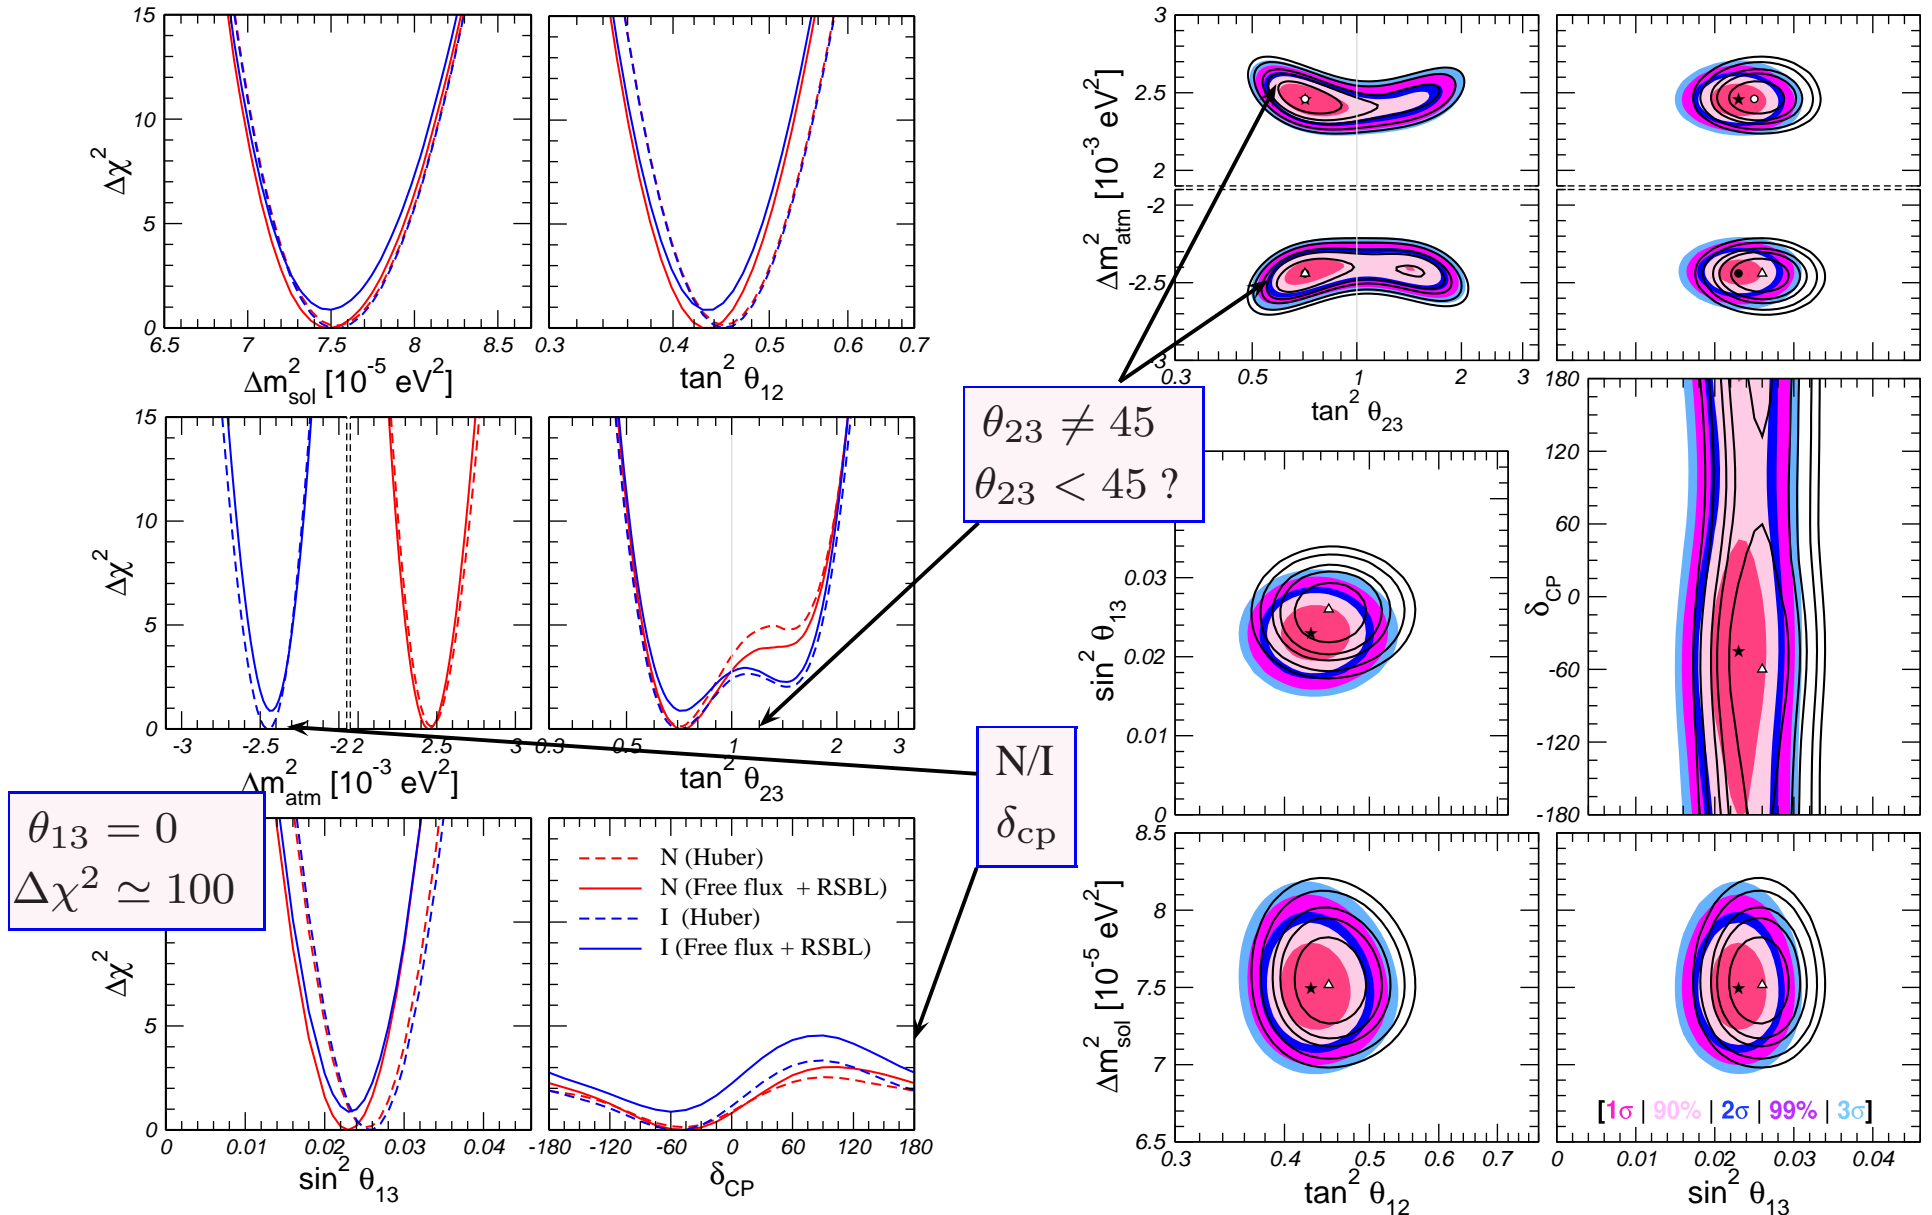 15
10
5
0
Δχ²
6.5 7 7.5 8 8.5
Δm²sol [10⁻⁵ eV²]
0.3 0.4 0.5 0.6 0.7
tan² θ12
15
10
5
0
Δχ²
-3 -2.5 -2 2 2.5 3
Δm²atm [10⁻³ eV²]
0.3 0.5 1 2 3
tan² θ23
θ13 = 0
Δχ² ≃ 100
5
0
Δχ²
0 0.01 0.02 0.03 0.04
sin² θ13
N (Huber)
N (Free flux + RSBL)
I (Huber)
I (Free flux + RSBL)
-180 -120 -60 0 60 120 180
δCP
θ23 ≠ 45
θ23 < 45 ?
N/I
δcp
3
2.5
2
-2
-2.5
-3
Δm²atm [10⁻³ eV²]
0.3 0.5 1 2 3
tan² θ23
0.03
0.02
0.01
0
sin² θ13
180
120
60
0
-60
-120
-180
δCP
8.5
8
7.5
7
6.5
Δm²sol [10⁻⁵ eV²]
0.3 0.4 0.5 0.6 0.7
tan² θ12
[1σ | 90% | 2σ | 99% | 3σ]
0 0.01 0.02 0.03 0.04
sin² θ13